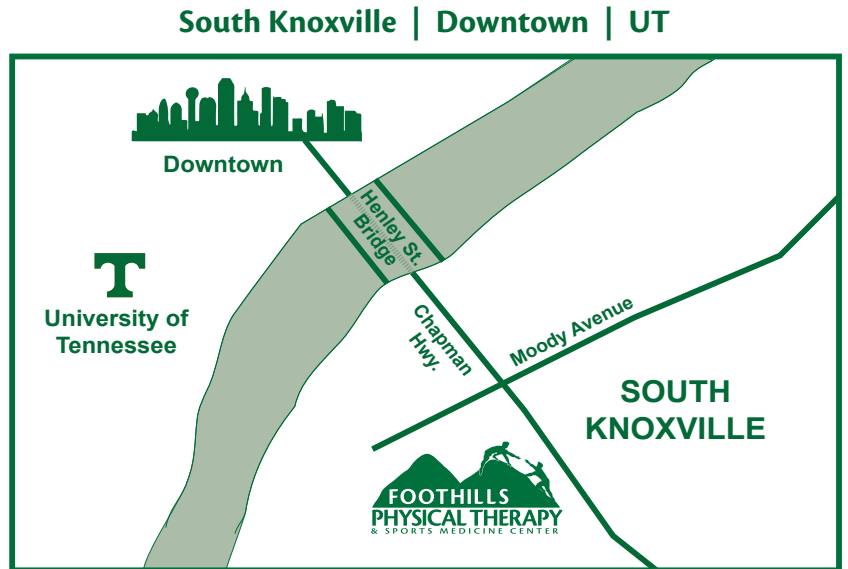 South Knoxville | Downtown | UT
Downtown
Henley St.
Bridge
T
University of
Tennessee
Chapman
Hwy.
Moody Avenue
SOUTH
KNOXVILLE
FOOTHILLS
PHYSICAL THERAPY
& SPORTS MEDICINE CENTER